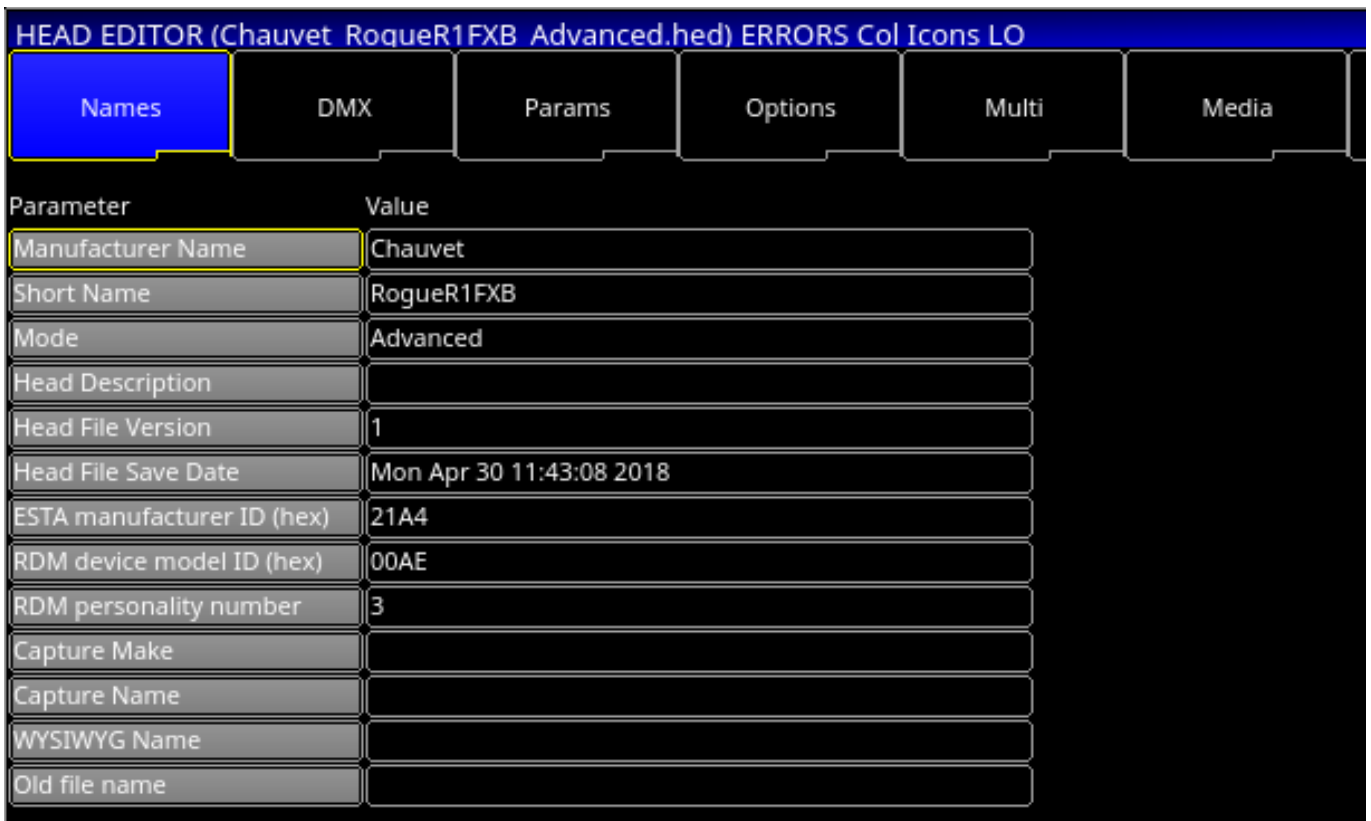 HEAD EDITOR (Chauvet_RogueR1FXB_Advanced.hed) ERRORS Col Icons LO
Names DMX Params Options Multi Media
Parameter Value
Manufacturer Name Chauvet
Short Name RogueR1FXB
Mode Advanced
Head Description
Head File Version 1
Head File Save Date Mon Apr 30 11:43:08 2018
ESTA manufacturer ID (hex) 21A4
RDM device model ID (hex) 00AE
RDM personality number 3
Capture Make
Capture Name
WYSIWYG Name
Old file name